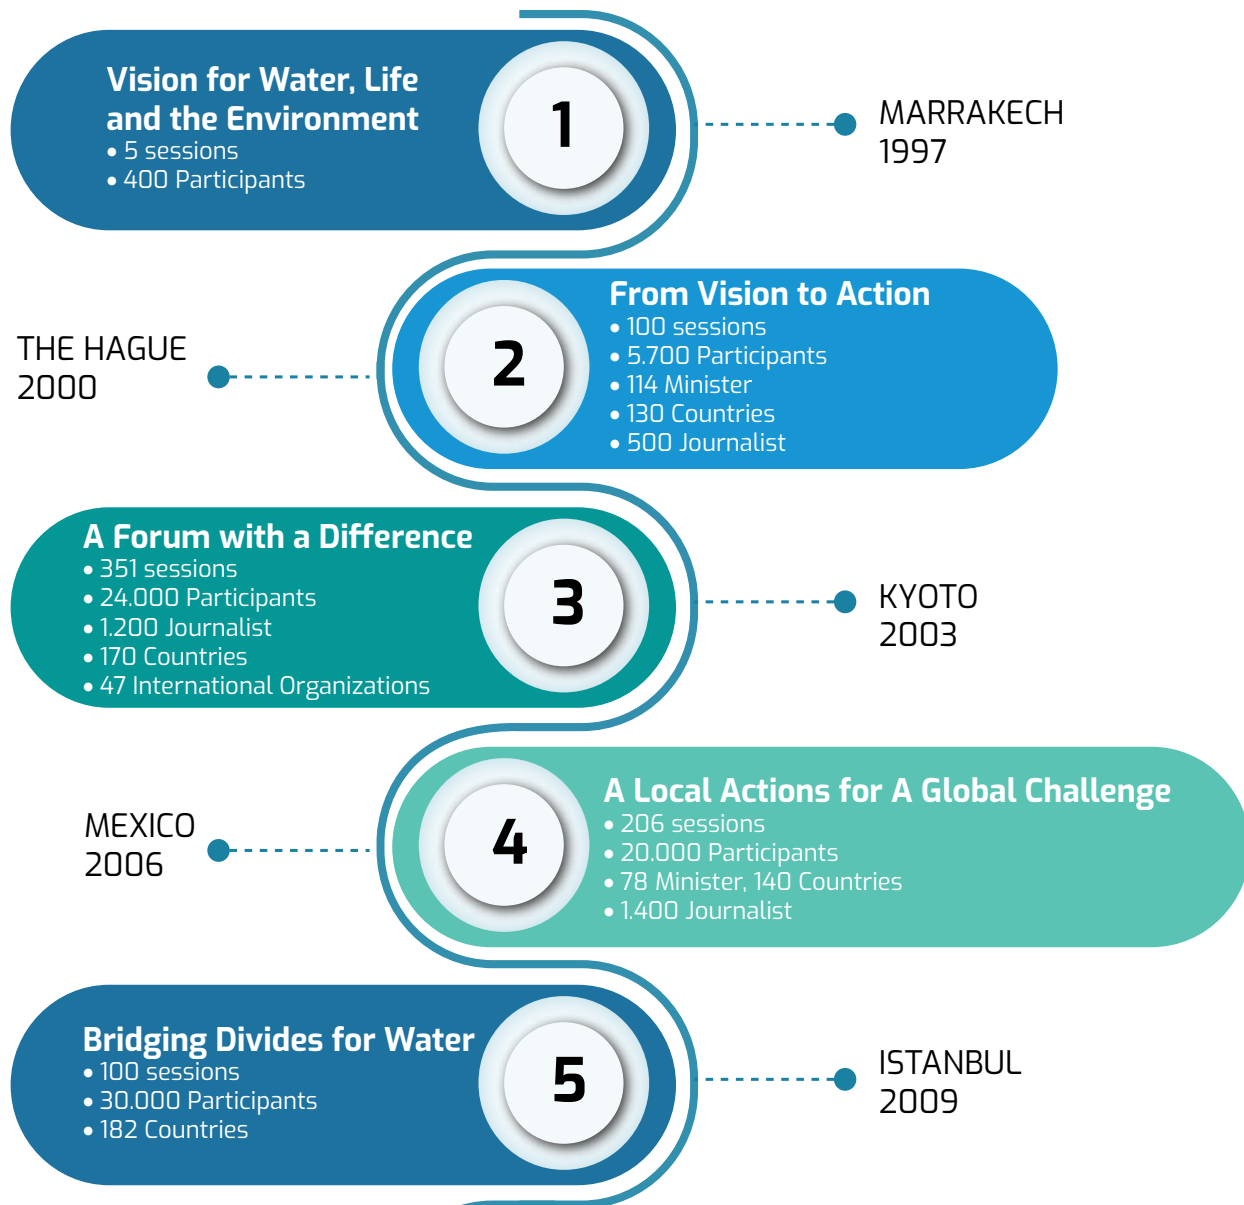 Vision for Water, Life
and the Environment
• 5 sessions
• 400 Participants
1
MARRAKECH
1997
THE HAGUE
2000
2
From Vision to Action
• 100 sessions
• 5.700 Participants
• 114 Minister
• 130 Countries
• 500 Journalist
A Forum with a Difference
• 351 sessions
• 24.000 Participants
• 1.200 Journalist
• 170 Countries
• 47 International Organizations
3
KYOTO
2003
MEXICO
2006
4
A Local Actions for A Global Challenge
• 206 sessions
• 20.000 Participants
• 78 Minister, 140 Countries
• 1.400 Journalist
Bridging Divides for Water
• 100 sessions
• 30.000 Participants
• 182 Countries
5
ISTANBUL
2009